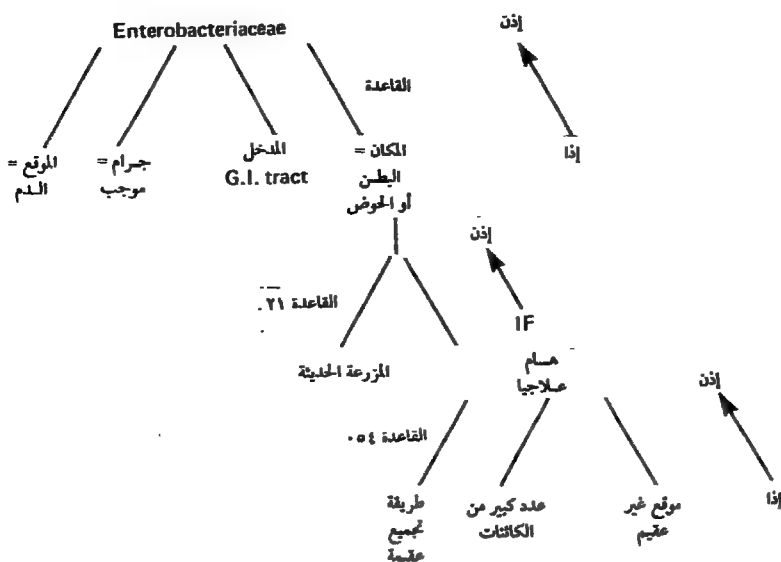 Enterobacteriaceae
إذن
القاعدة
إذا
الموقع =
الدم
جرام =
موجب
المدخل
G.I. tract
المكان =
البطن
أو الحوض
إذن
القاعدة ٢١
IF
المزرعة الحديثة
هام
علاجيا
إذن
القاعدة ٠٥٤
إذا
طريقة
تجميع
عقيمة
عدد كبير من
الكائنات
موقع غير
عقيم